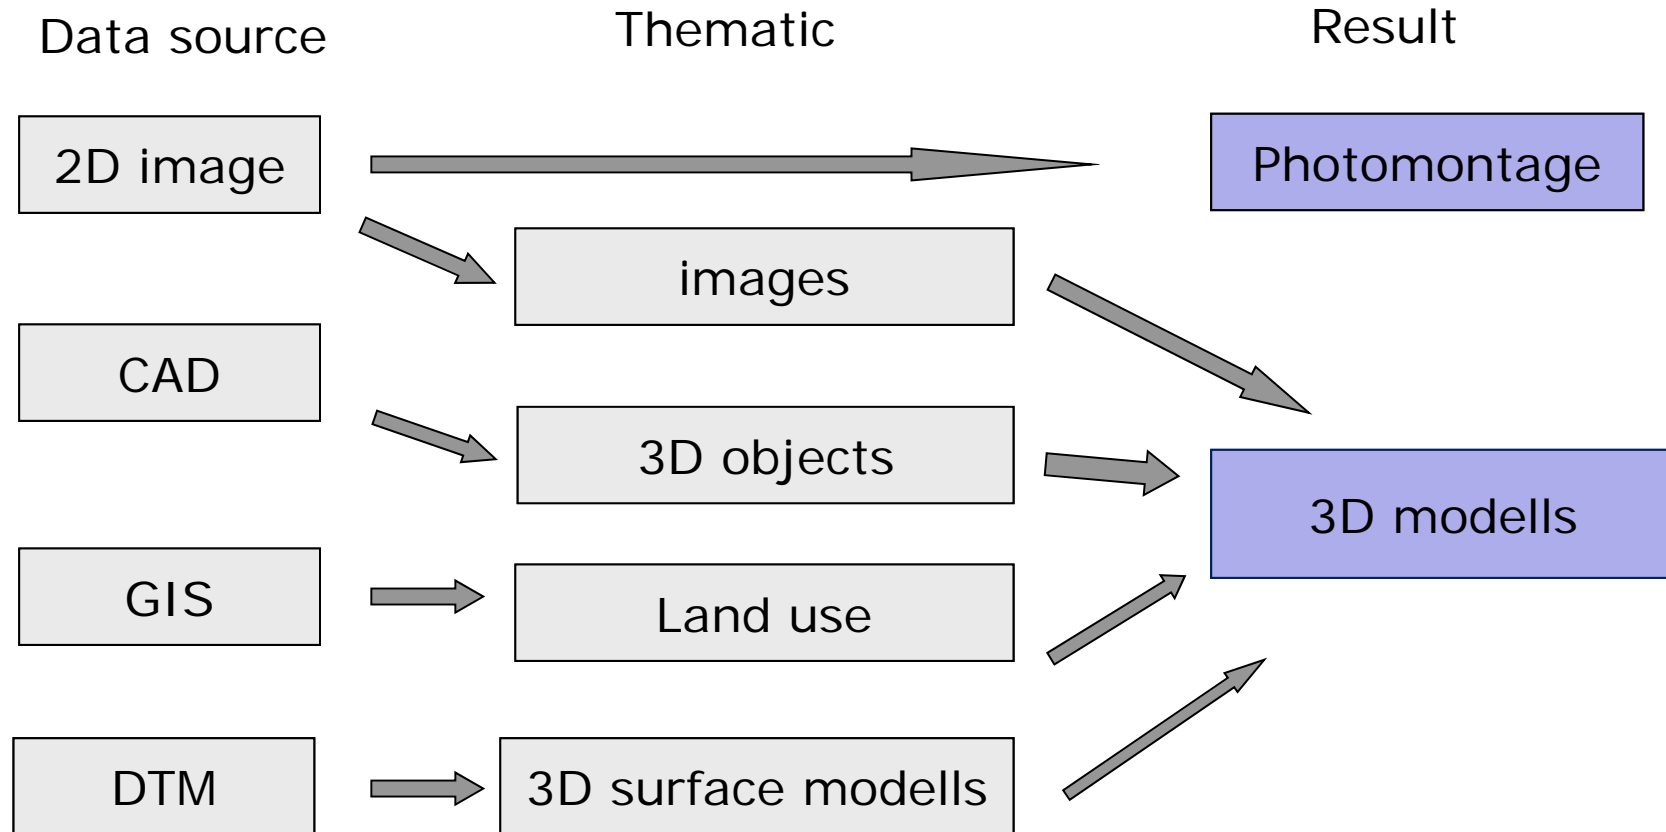 Data source
Thematic
Result
2D image
Photomontage
images
CAD
3D objects
3D modells
GIS
Land use
DTM
3D surface modells